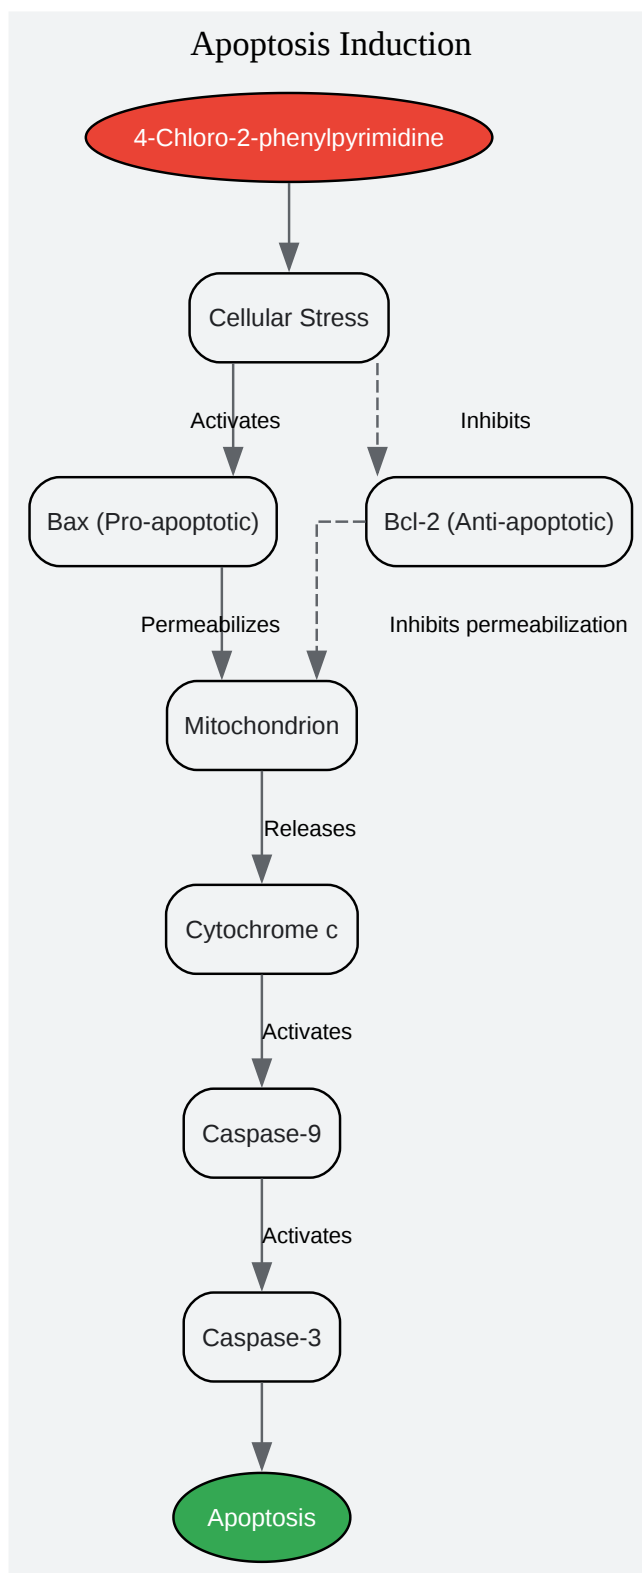 Apoptosis Induction
4-Chloro-2-phenylpyrimidine
Cellular Stress
Activates
Inhibits
Bax (Pro-apoptotic)
Bcl-2 (Anti-apoptotic)
Permeabilizes
Inhibits permeabilization
Mitochondrion
Releases
Cytochrome c
Activates
Caspase-9
Activates
Caspase-3
Apoptosis